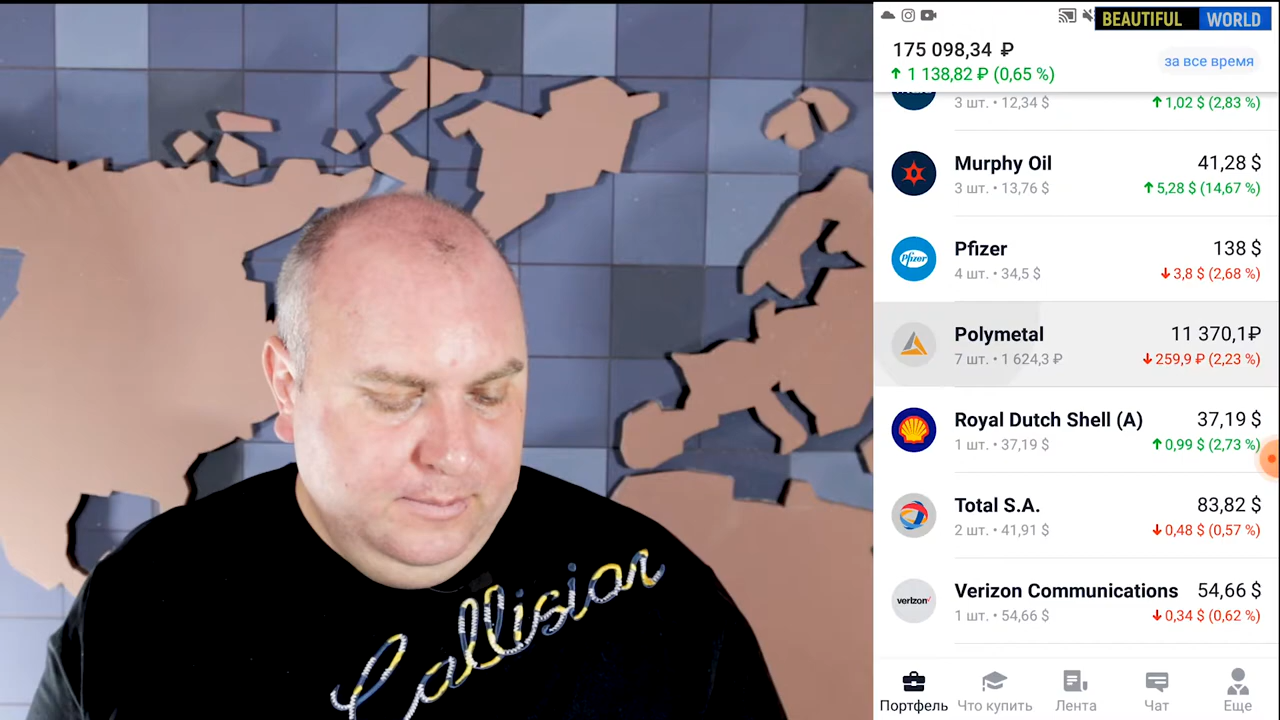 BEAUTIFUL WORLD
175 098,34 ₽
за все время
1 138,82 ₽ (0,65 %)
3 шт. • 12,34 $
1,02 $ (2,83 %)
Murphy Oil
41,28 $
3 шт. • 13,76 $
5,28 $ (14,67 %)
Pfizer
Pfizer
138 $
4 шт. • 34,5 $
3,8 $ (2,68 %)
Polymetal
11 370,1₽
7 шт. • 1 624,3 ₽
259,9 ₽ (2,23 %)
Royal Dutch Shell (A)
37,19 $
1 шт. • 37,19 $
0,99 $ (2,73 %)
Total S.A.
83,82 $
2 шт. • 41,91 $
0,48 $ (0,57 %)
verizon
Verizon Communications
54,66 $
1 шт. • 54,66 $
0,34 $ (0,62 %)
Портфель
Что купить
Лента
Чат
Еще
Collision